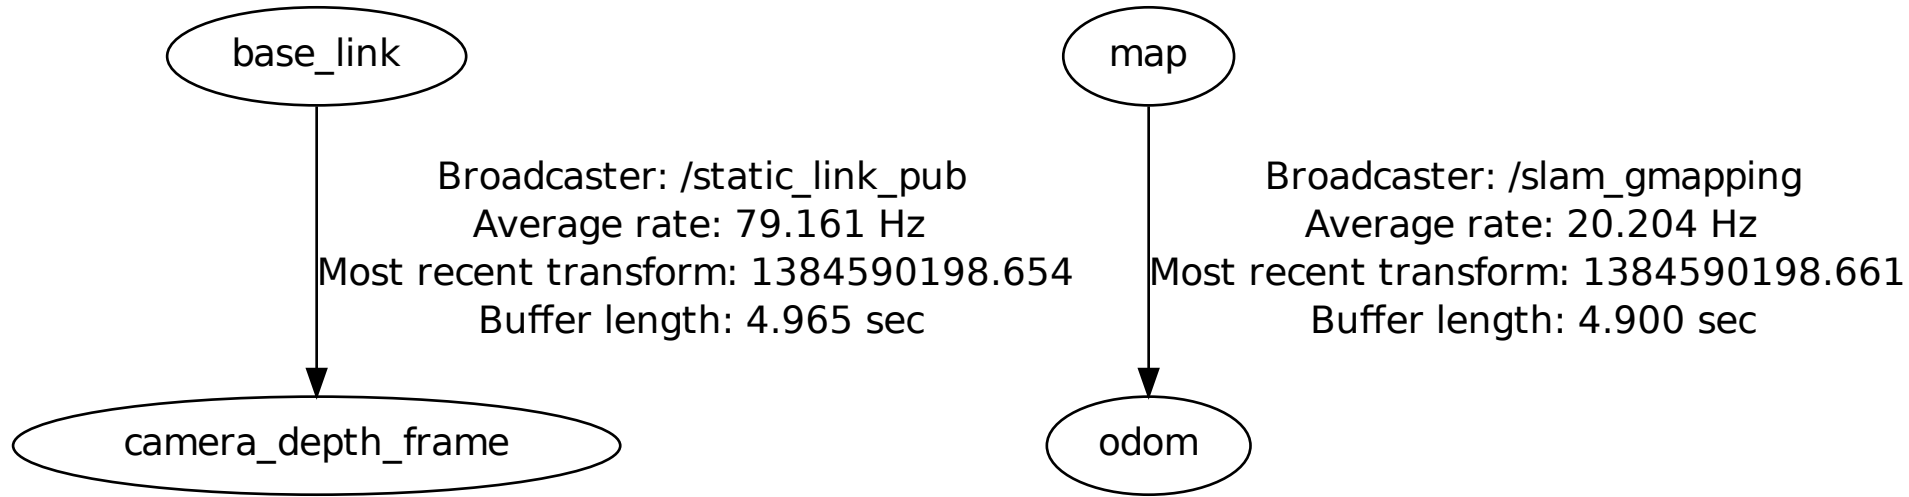 base_link
map
Broadcaster: /static_link_pub
Average rate: 79.161 Hz
Most recent transform: 1384590198.654
Buffer length: 4.965 sec
Broadcaster: /slam_gmapping
Average rate: 20.204 Hz
Most recent transform: 1384590198.661
Buffer length: 4.900 sec
camera_depth_frame
odom